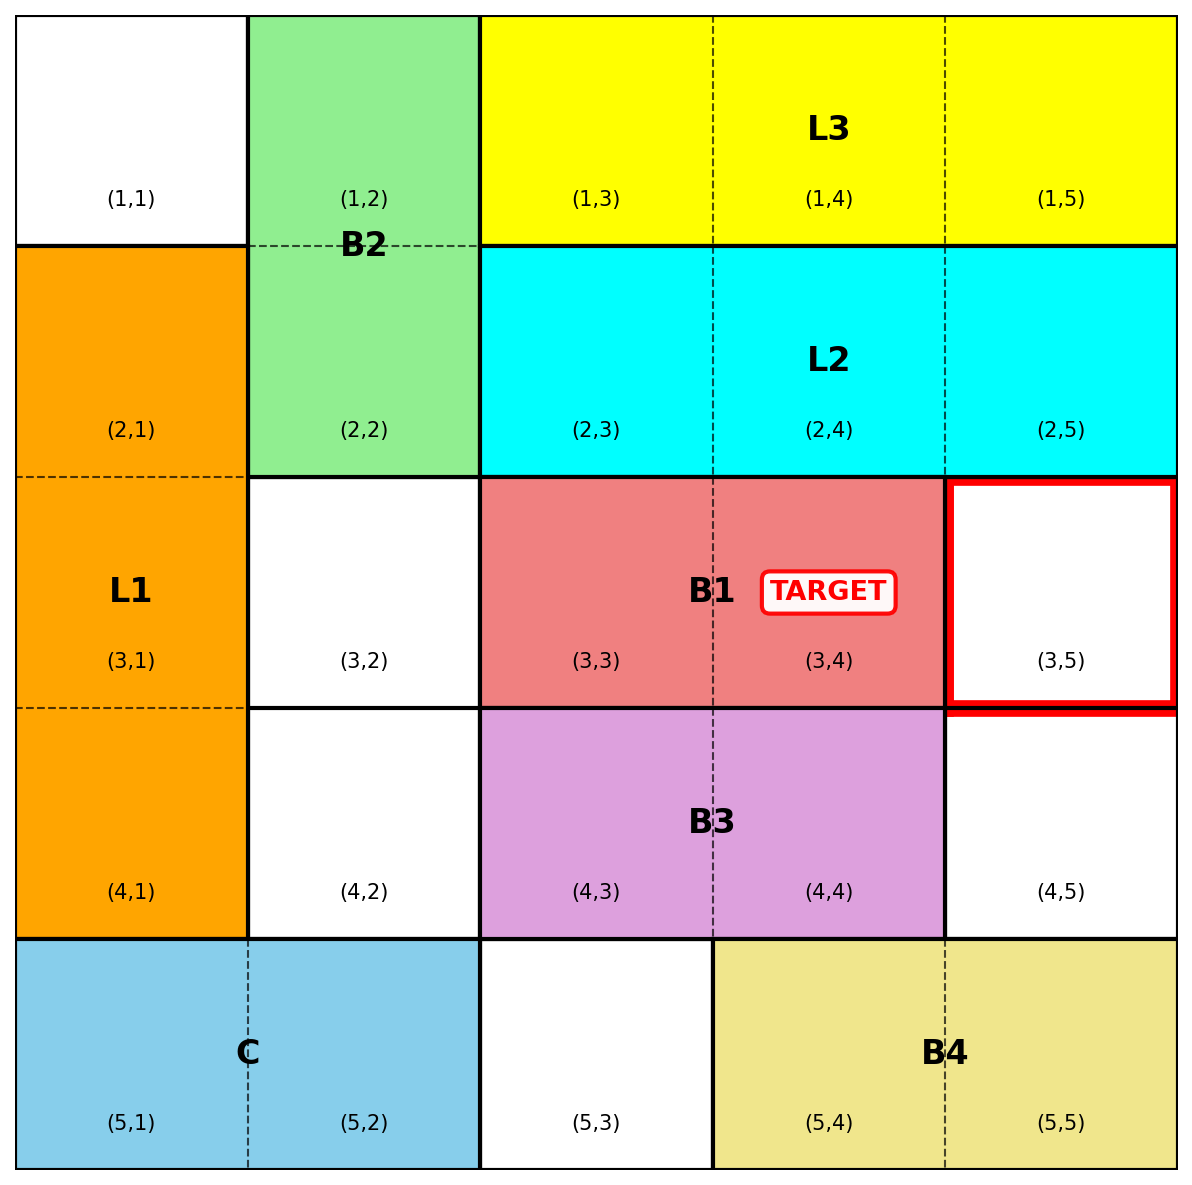 L3
(1,1) (1,2) (1,3) (1,4) (1,5)
B2
L2
(2,1) (2,2) (2,3) (2,4) (2,5)
L1 B1 TARGET
(3,1) (3,2) (3,3) (3,4) (3,5)
B3
(4,1) (4,2) (4,3) (4,4) (4,5)
C B4
(5,1) (5,2) (5,3) (5,4) (5,5)